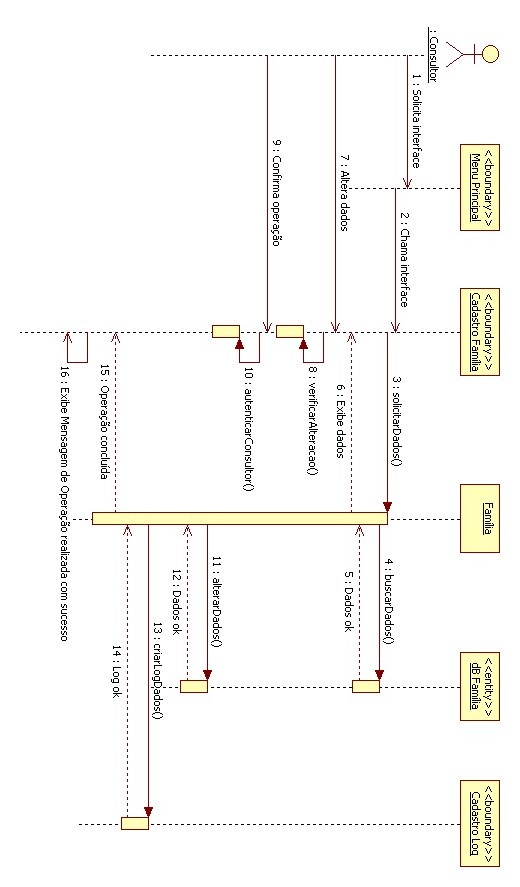 : Consultor
<<boundary>>
Menu Principal
<<boundary>>
Cadastro Família
Família
<<entity>>
dB Família
<<boundary>>
Cadastro Log
1 : Solicita interface
2 : Chama interface
3 : solicitarDados()
4 : buscarDados()
5 : Dados ok
6 : Exibe dados
7 : Altera dados
8 : verificarAlteracao()
9 : Confirma operação
10 : autenticarConsultor()
11 : alterarDados()
12 : Dados ok
13 : criarLogDados()
14 : Log ok
15 : Operação concluída
16 : Exibe Mensagem de Operação realizada com sucesso